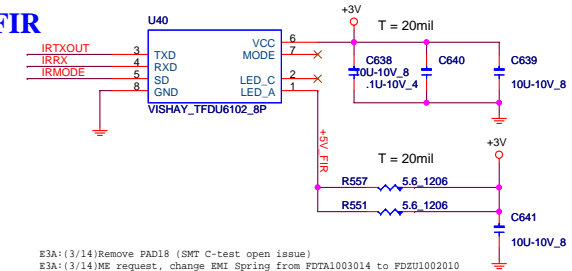 FIR
U40
+3V
T = 20mil
IRTXOUT 3 TXD VCC 6
IRRX 4 RXD MODE 7
IRMODE 5 SD LED_C 2
8 GND LED_A 1
VISHAY_TFDU6102_8P
C638
10U-10V_8
.1U-10V_4
C640
C639
10U-10V_8
+5V_FIR
+3V
T = 20mil
R557 5.6_1206
R551 5.6_1206
C641
10U-10V_8
E3A:(3/14)Remove PAD18 (SMT C-test open issue)
E3A:(3/14)ME request, change EMI Spring from FDTA1003014 to FDZU1002010